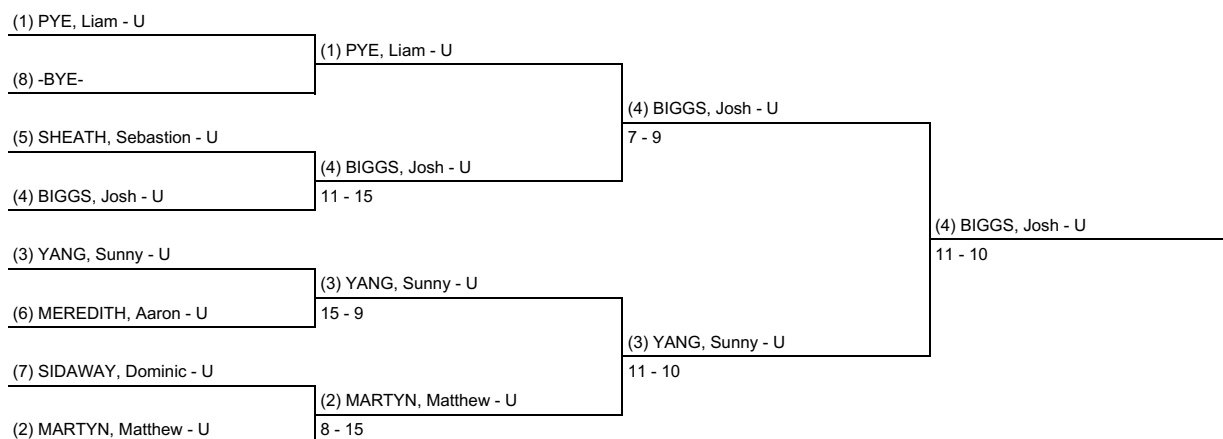 (1) PYE, Liam - U
(1) PYE, Liam - U
(8) -BYE-
(4) BIGGS, Josh - U
(5) SHEATH, Sebastion - U
7 - 9
(4) BIGGS, Josh - U
(4) BIGGS, Josh - U
11 - 15
(4) BIGGS, Josh - U
(3) YANG, Sunny - U
11 - 10
(3) YANG, Sunny - U
(6) MEREDITH, Aaron - U
15 - 9
(3) YANG, Sunny - U
(7) SIDAWAY, Dominic - U
11 - 10
(2) MARTYN, Matthew - U
(2) MARTYN, Matthew - U
8 - 15